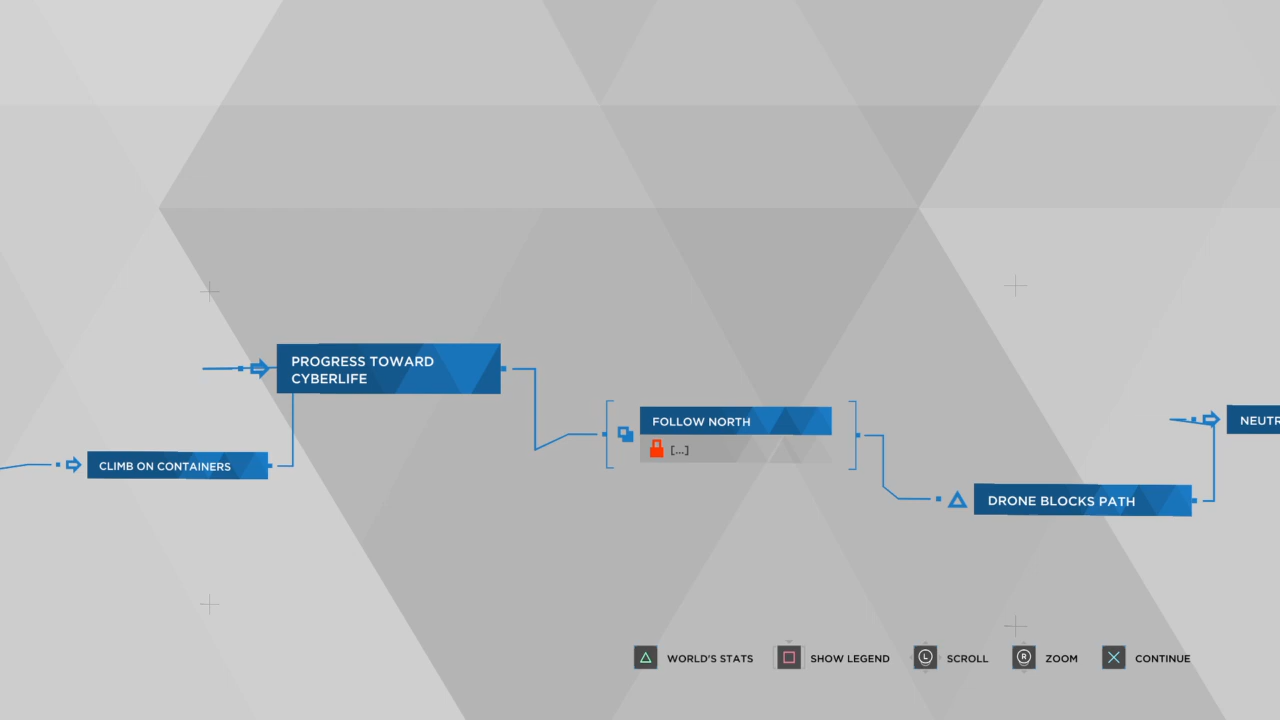 PROGRESS TOWARD
CYBERLIFE
CLIMB ON CONTAINERS
FOLLOW NORTH
[...]
DRONE BLOCKS PATH
NEUTR
WORLD'S STATS
SHOW LEGEND
L
SCROLL
R
ZOOM
CONTINUE